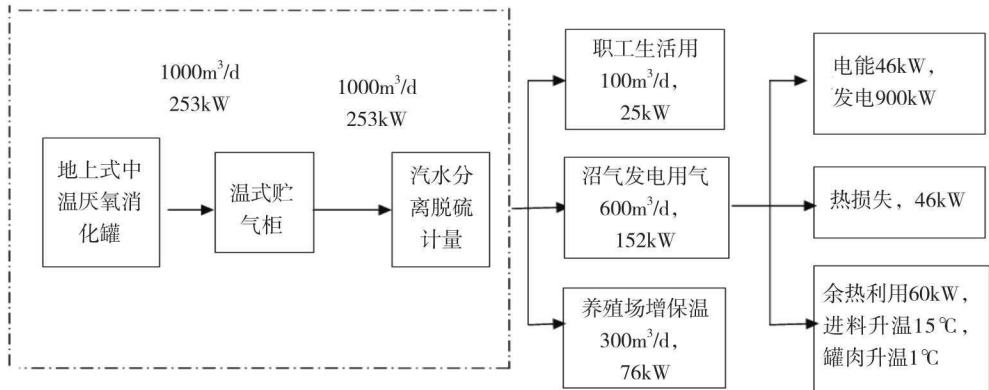 1000m³/d
253kW
1000m³/d
253kW
地上式中
温厌氧消
化罐
温式贮
气柜
汽水分
离脱硫
计量
职工生活用
100m³/d,
25kW
沼气发电用气
600m³/d,
152kW
养殖场增保温
300m³/d,
76kW
电能46kW,
发电900kW
热损失，46kW
余热利用60kW,
进料升温15℃,
罐肉升温1℃